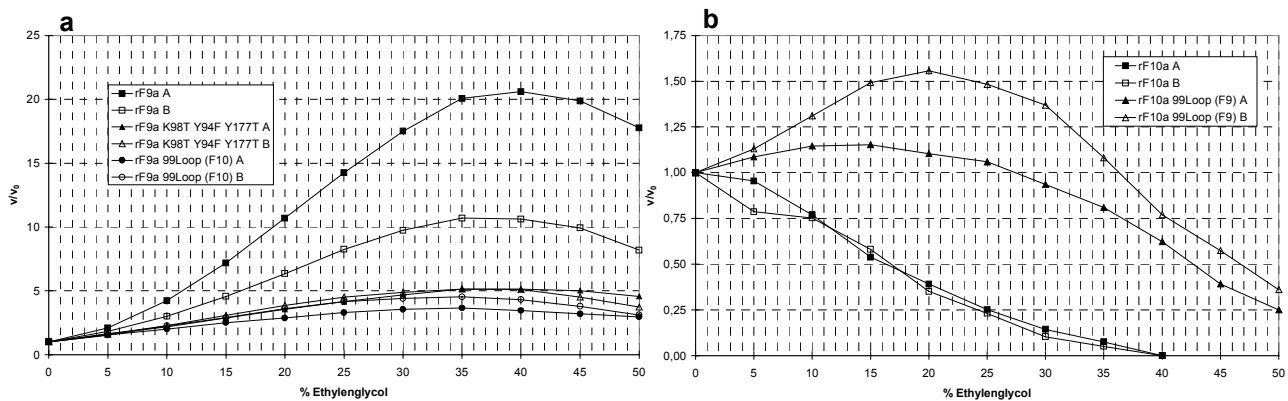 a
25
20
15
10
5
0
v/v0
rF9a A
rF9a B
rF9a K98T Y94F Y177T A
rF9a K98T Y94F Y177T B
rF9a 99Loop (F10) A
rF9a 99Loop (F10) B
0 5 10 15 20 25 30 35 40 45 50
% Ethylenglycol
b
1,75
1,50
1,25
1,00
0,75
0,50
0,25
0,00
v/v0
rF10a A
rF10a B
rF10a 99Loop (F9) A
rF10a 99Loop (F9) B
0 5 10 15 20 25 30 35 40 45 50
% Ethylenglycol